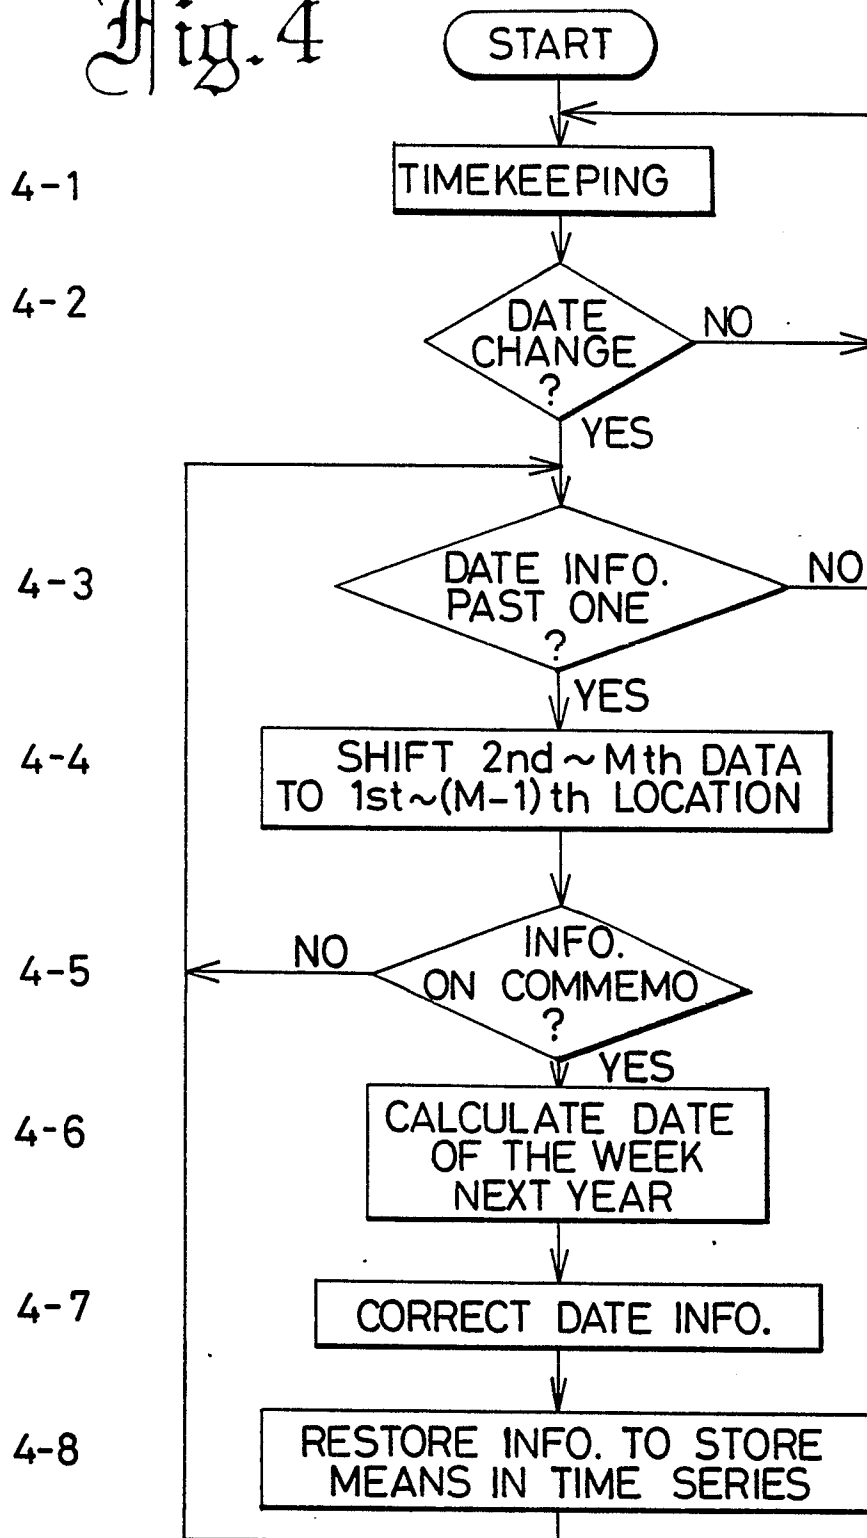 Fig. 4
START
4-1
TIMEKEEPING
4-2
DATE
CHANGE
?
NO
YES
4-3
DATE INFO.
PAST ONE
?
NO
YES
4-4
SHIFT 2nd ~ Mth DATA
TO 1st~(M-1)th LOCATION
4-5
INFO.
ON COMMEMO
?
NO
YES
4-6
CALCULATE DATE
OF THE WEEK
NEXT YEAR
4-7
CORRECT DATE INFO.
4-8
RESTORE INFO. TO STORE
MEANS IN TIME SERIES